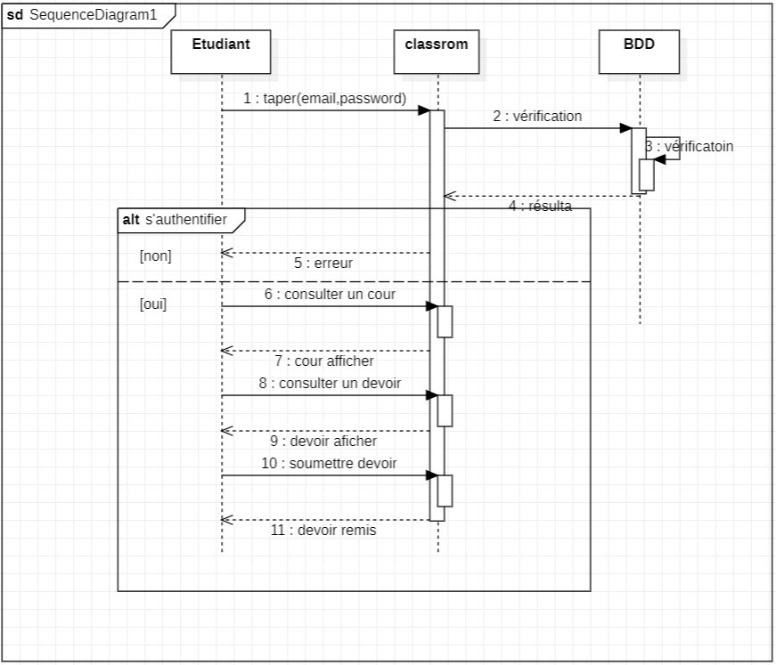 sd SequenceDiagram1
Etudiant
classrom
BDD
1 : taper(email,password)
2 : vérification
3 : vérificatoin
4 : résulta
alt s'authentifier
[non]
5 : erreur
[oui]
6 : consulter un cour
7 : cour afficher
8 : consulter un devoir
9 : devoir aficher
10 : soumettre devoir
11 : devoir remis